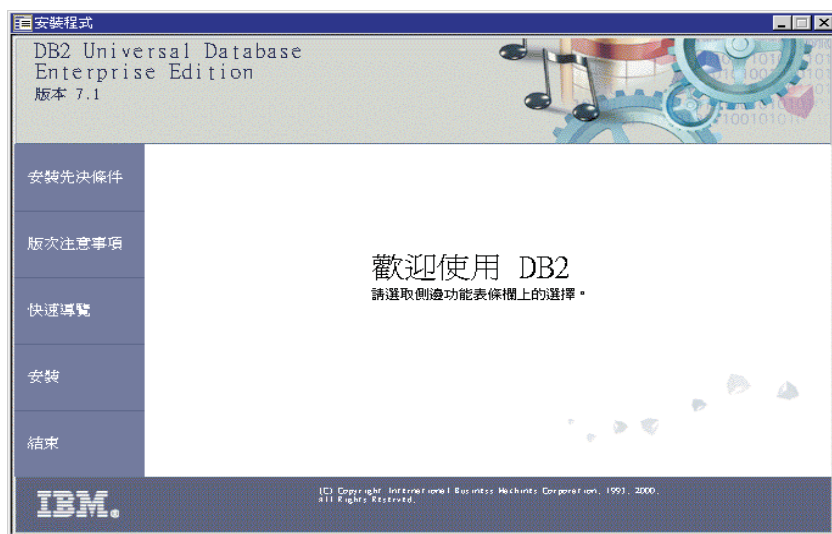 安裝程式
DB2 Universal Database
Enterprise Edition
版本 7.1
安裝先決條件
版次注意事項
快速導覽
安裝
結束
歡迎使用 DB2
請選取側邊功能表條欄上的選擇。
IBM®
(C) Copyright International Business Machines Corporation, 1993, 2000.
All Rights Reserved.